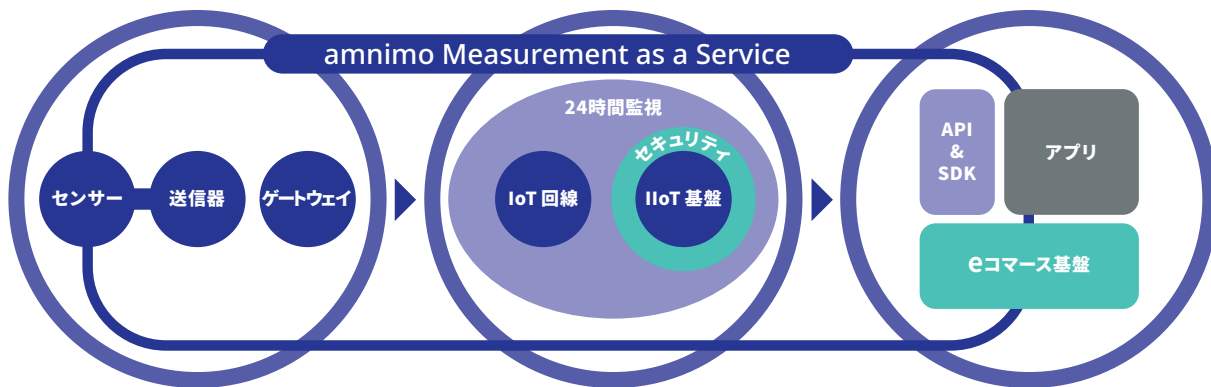 amnimo Measurement as a Service
センサー
送信器
ゲートウェイ
24時間監視
セキュリティ
IoT 回線
IIoT 基盤
API
&
SDK
アプリ
eコマース基盤